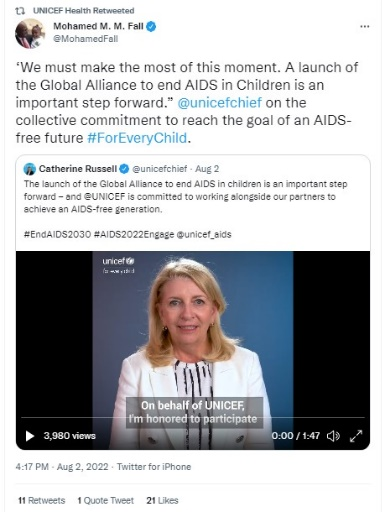 UNICEF Health Retweeted
Mohamed M. M. Fall
@MohamedFall
‘We must make the most of this moment. A launch of
the Global Alliance to end AIDS in Children is an
important step forward.” @unicefchief on the
collective commitment to reach the goal of an AIDS-
free future #ForEveryChild.
Catherine Russell @unicefchief · Aug 2
The launch of the Global Alliance to end AIDS in children is an important step
forward – and @UNICEF is committed to working alongside our partners to
achieve an AIDS-free generation.
#EndAIDS2030 #AIDS2022Engage @unicef_aids
unicef
for every child
On behalf of UNICEF,
I'm honored to participate
3,980 views
0:00 / 1:47
4:17 PM · Aug 2, 2022 · Twitter for iPhone
11 Retweets 1 Quote Tweet 21 Likes